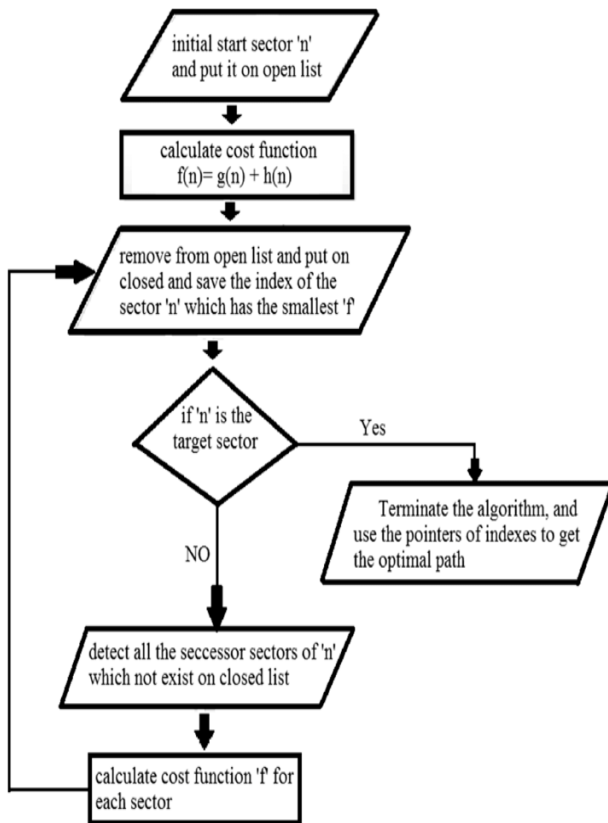 initial start sector 'n'
and put it on open list
calculate cost function
f(n)= g(n) + h(n)
remove from open list and put on
closed and save the index of the
sector 'n' which has the smallest 'f'
if 'n' is the
target sector
Yes
Terminate the algorithm, and
use the pointers of indexes to get
the optimal path
NO
detect all the seccessor sectors of 'n'
which not exist on closed list
calculate cost function 'f' for
each sector